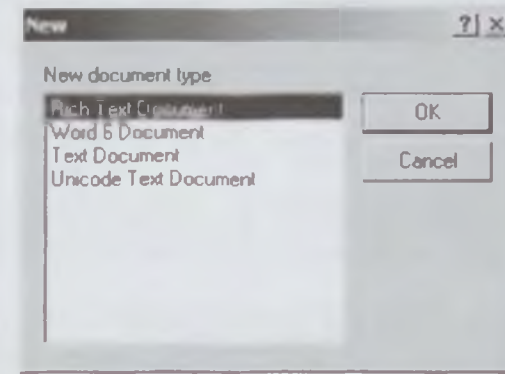 New ? ×
New document type
Rich Text Document
Word 6 Document
Text Document
Unicode Text Document
OK
Cancel